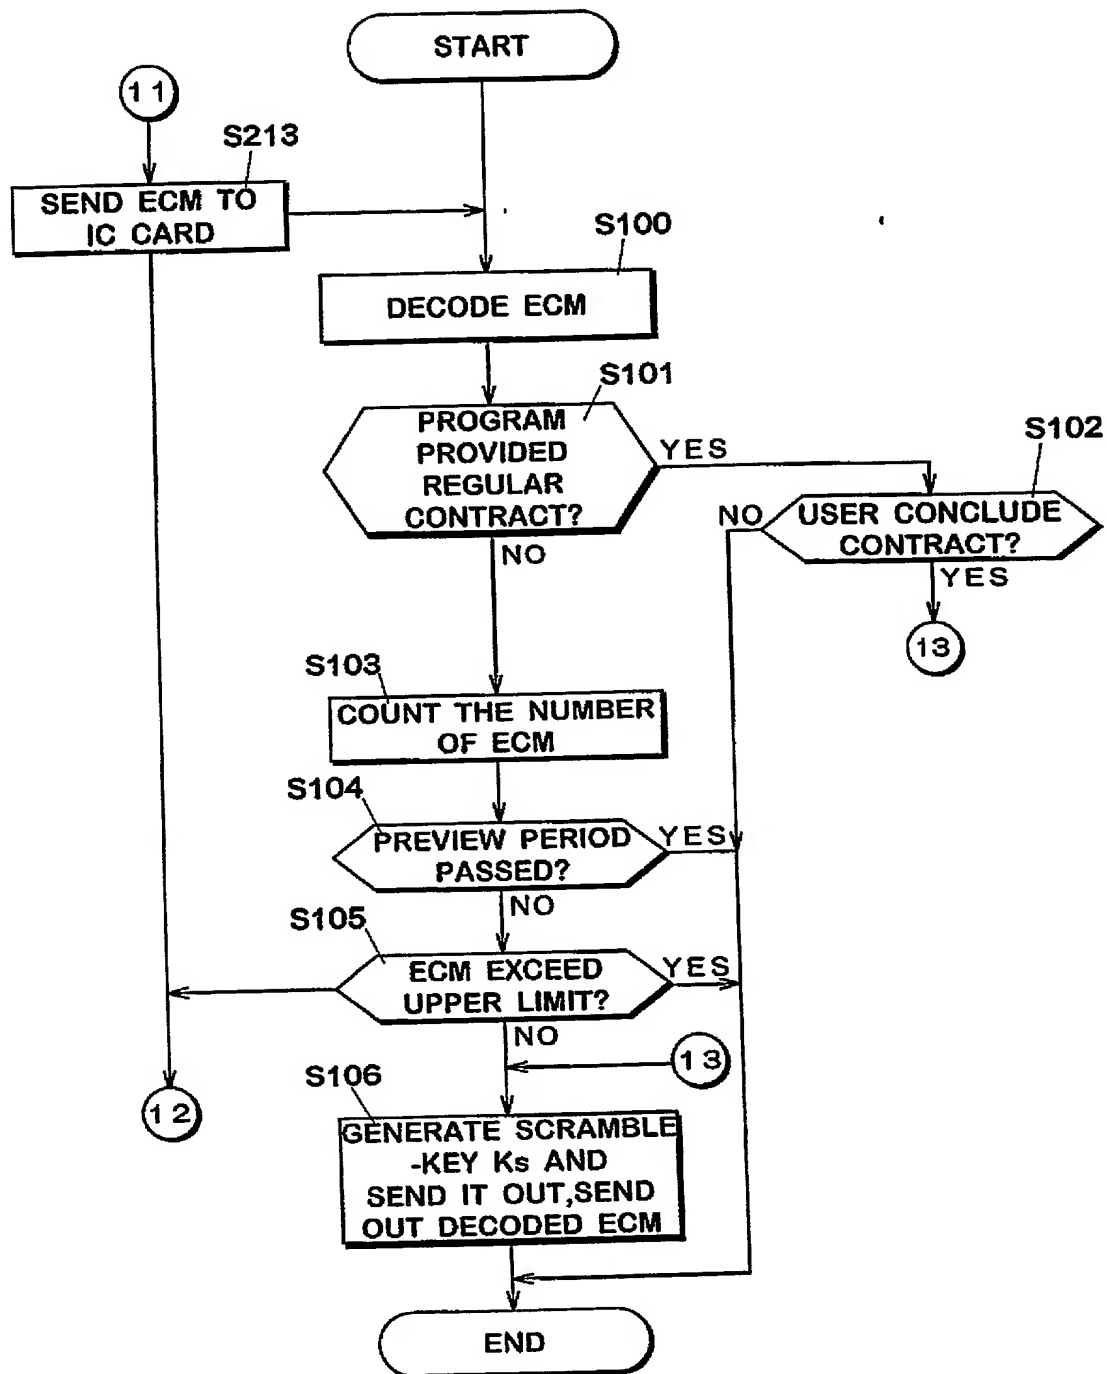 START
11
S213
SEND ECM TO
IC CARD
S100
DECODE ECM
S101
PROGRAM
PROVIDED
REGULAR
CONTRACT?
YES
NO
S102
USER CONCLUDE
CONTRACT?
NO
YES
13
S103
COUNT THE NUMBER
OF ECM
S104
PREVIEW PERIOD
PASSED?
YES
NO
S105
ECM EXCEED
UPPER LIMIT?
YES
NO
13
12
S106
GENERATE SCRAMBLE
-KEY Ks AND
SEND IT OUT,SEND
OUT DECODED ECM
END